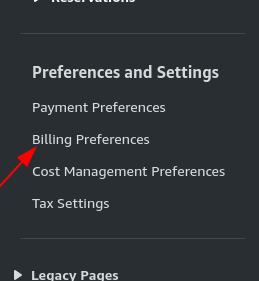 Reservations
Preferences and Settings
Payment Preferences
Billing Preferences
Cost Management Preferences
Tax Settings
Legacy Pages